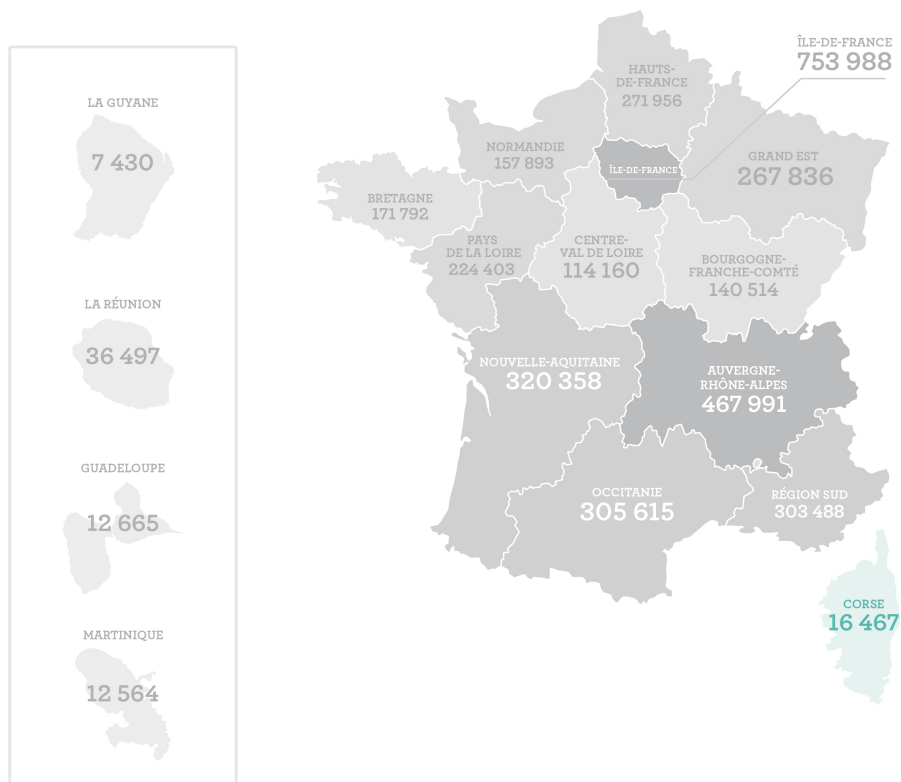 LA GUYANE
7 430
LA RÉUNION
36 497
GUADELOUPE
12 665
MARTINIQUE
12 564
ÎLE-DE-FRANCE
753 988
HAUTS-
DE-FRANCE
271 956
NORMANDIE
157 893
ÎLE-DE-FRANCE
GRAND EST
267 836
BRETAGNE
171 792
PAYS
DE LA LOIRE
224 403
CENTRE-
VAL DE LOIRE
114 160
BOURGOGNE-
FRANCHE-COMTÉ
140 514
NOUVELLE-AQUITAINE
320 358
AUVERGNE-
RHÔNE-ALPES
467 991
OCCITANIE
305 615
RÉGION SUD
303 488
CORSE
16 467